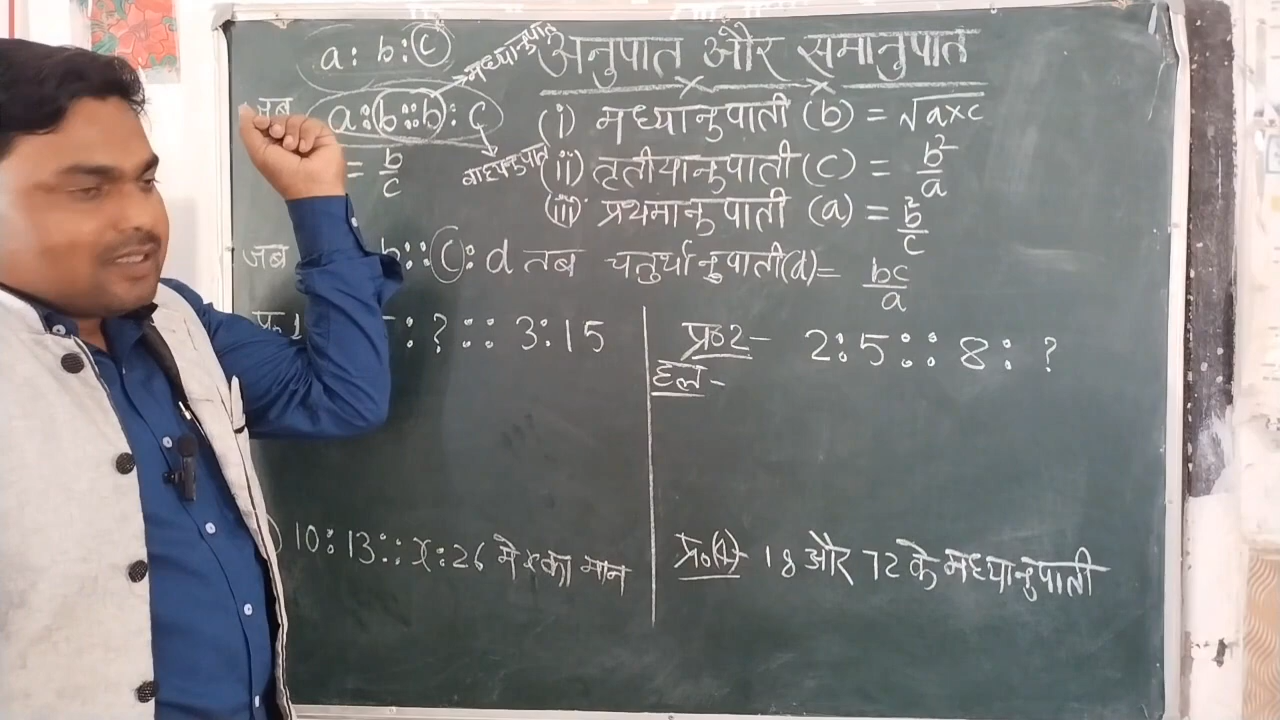 अनुपात और समानुपात
a : b : c
मध्यानुपात
जब a : b :: b : c
= b/c
(i) मध्यानुपाती (b) = √a×c
(ii) तृतीयानुपाती (c) = b²/a
(iii) प्रथमानुपाती (a) = b²/c
जब b :: c : d तब चतुर्थानुपाती (d) = bc/a
: ? :: 3 : 15
प्र०2- 2 : 5 :: 8 : ?
हल-
10 : 13 :: x : 26 में x का मान
प्र०(4)- 18 और 72 के मध्यानुपाती